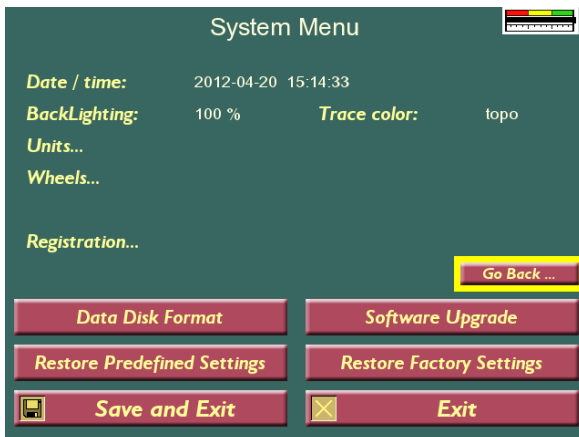 System Menu
Date / time: 2012-04-20 15:14:33
BackLighting: 100 % Trace color: topo
Units...
Wheels...
Registration...
Go Back ...
Data Disk Format Software Upgrade
Restore Predefined Settings Restore Factory Settings
Save and Exit Exit